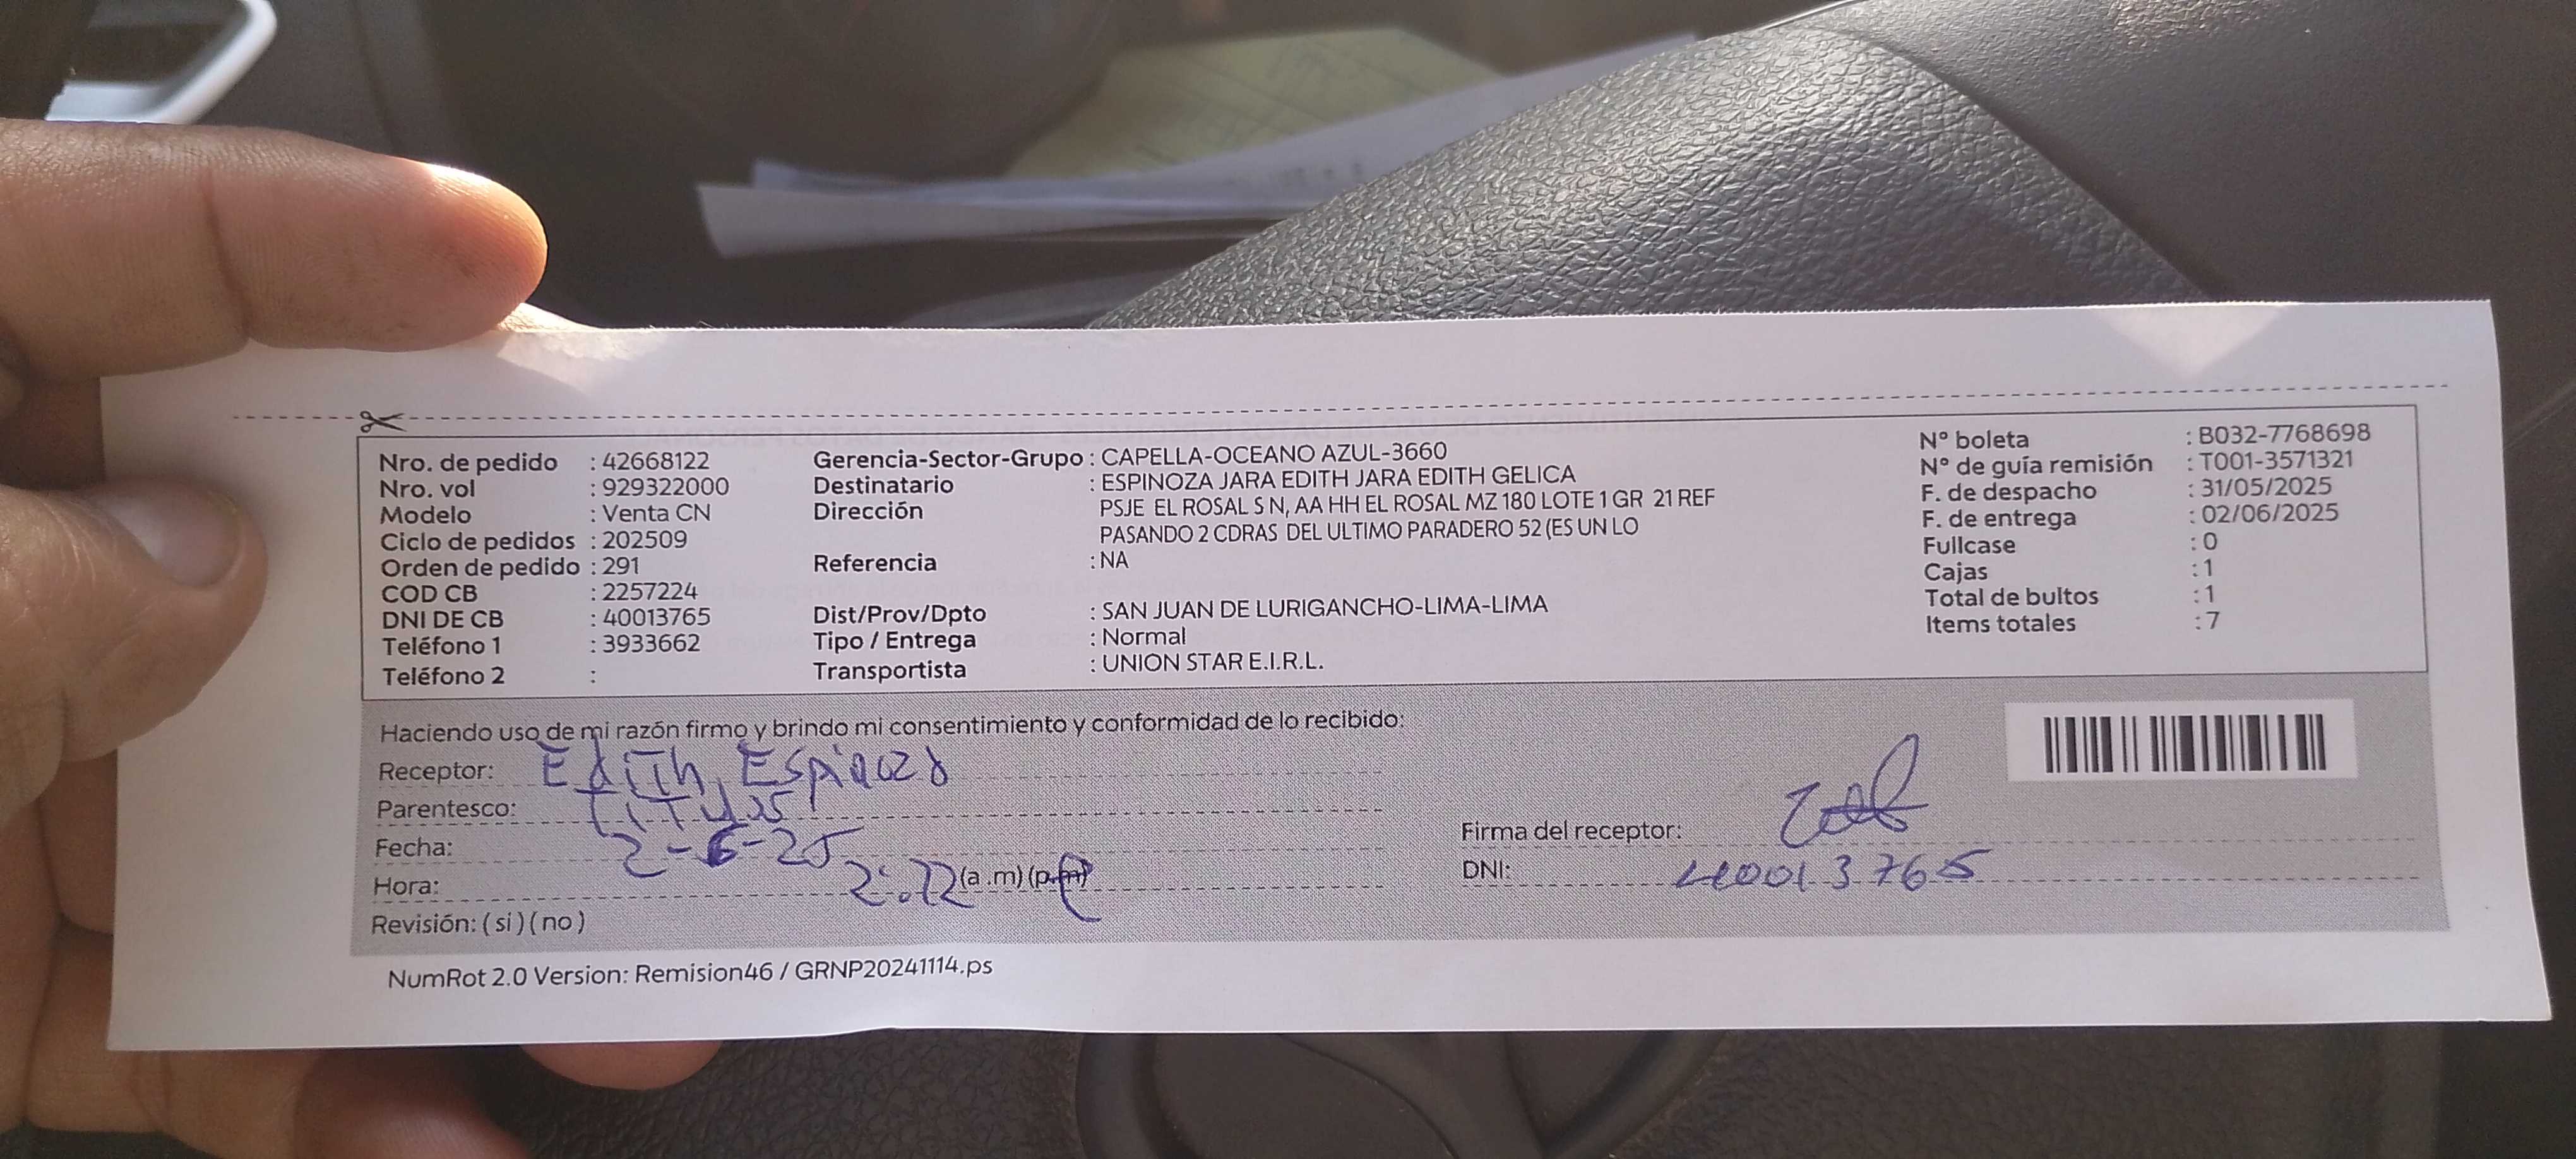 Nro. de pedido : 42668122
Nro. vol : 929322000
Modelo : Venta CN
Ciclo de pedidos : 202509
Orden de pedido : 291
COD CB : 2257224
DNI DE CB : 40013765
Teléfono 1 : 3933662
Teléfono 2 :
Gerencia-Sector-Grupo : CAPELLA-OCEANO AZUL-3660
Destinatario : ESPINOZA JARA EDITH JARA EDITH GELICA
Dirección PSJE EL ROSAL S N, AA HH EL ROSAL MZ 180 LOTE 1 GR 21 REF
PASANDO 2 CDRAS DEL ULTIMO PARADERO 52 (ES UN LO
Referencia : NA
Dist/Prov/Dpto : SAN JUAN DE LURIGANCHO-LIMA-LIMA
Tipo / Entrega : Normal
Transportista : UNION STAR E.I.R.L.
N° boleta : B032-7768698
N° de guía remisión : T001-3571321
F. de despacho : 31/05/2025
F. de entrega : 02/06/2025
Fullcase : 0
Cajas : 1
Total de bultos : 1
Items totales : 7
Haciendo uso de mi razón firmo y brindo mi consentimiento y conformidad de lo recibido:
Receptor: Edith Espinoza
Parentesco:
Fecha: 2-6-25
Hora: (a.m) (p.m)
Revisión: ( si ) ( no )
Firma del receptor:
DNI: 40013765
NumRot 2.0 Version: Remision46 / GRNP20241114.ps